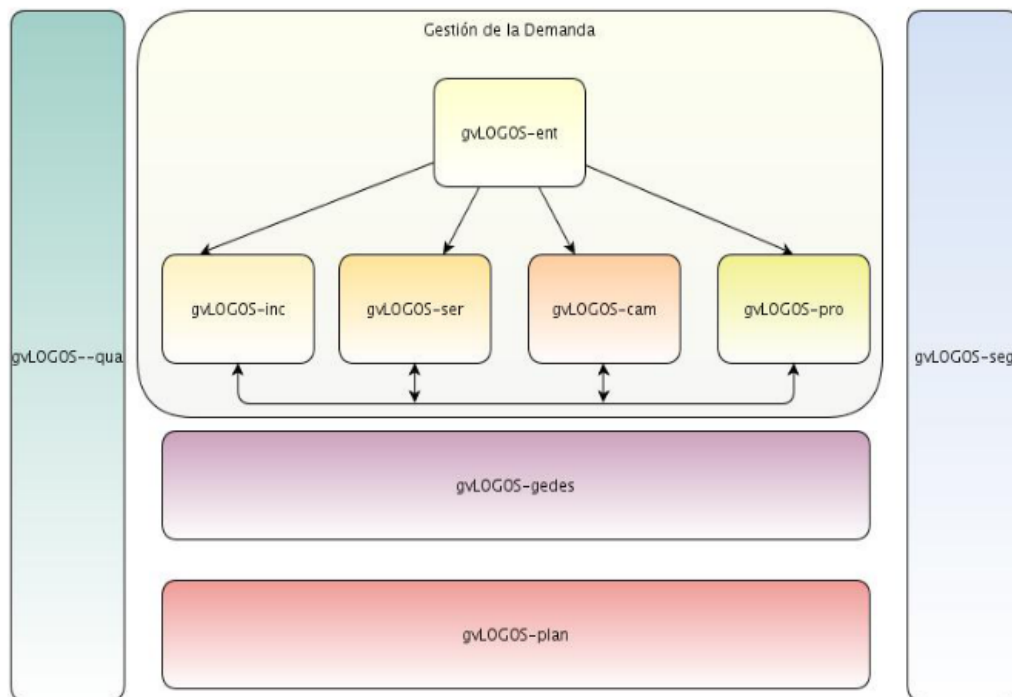 Gestión de la Demanda
gvLOGOS-ent
gvLOGOS-inc
gvLOGOS-ser
gvLOGOS-cam
gvLOGOS-pro
gvLOGOS--qua
gvLOGOS-seg
gvLOGOS-gedes
gvLOGOS-plan